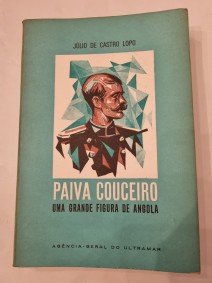 JÚLIO DE CASTRO LOPO
PAIVA COUCEIRO
UMA GRANDE FIGURA DE ANGOLA
AGÊNCIA-GERAL DO ULTRAMAR